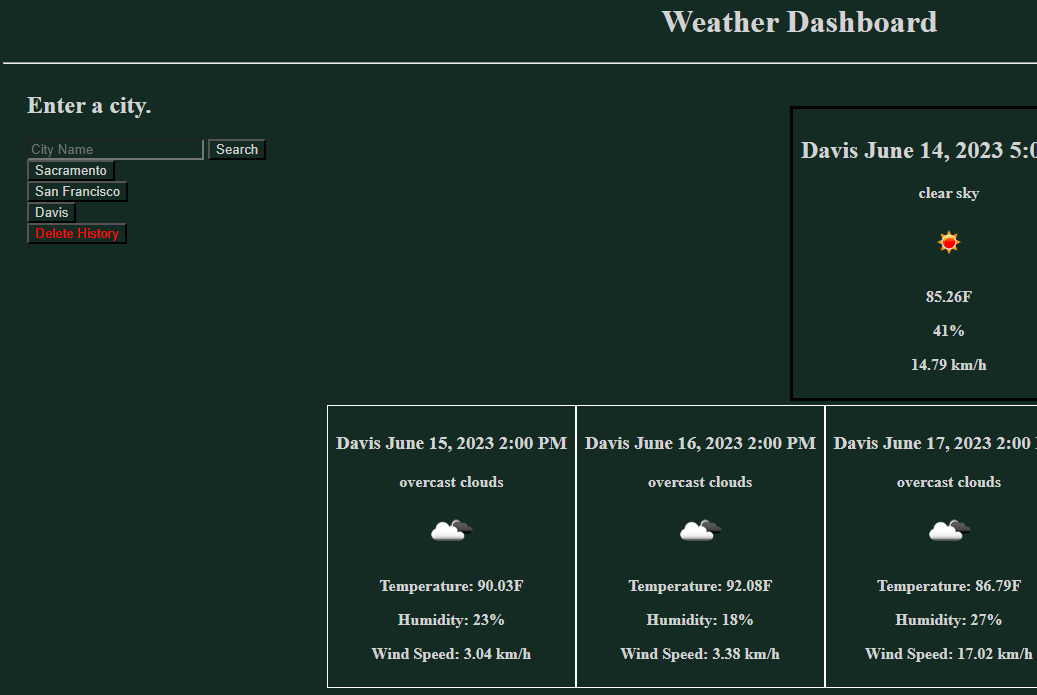 Weather Dashboard
Enter a city.
City Name
Search
Sacramento
San Francisco
Davis
Delete History
Davis June 14, 2023 5:0
clear sky
85.26F
41%
14.79 km/h
Davis June 15, 2023 2:00 PM
overcast clouds
Temperature: 90.03F
Humidity: 23%
Wind Speed: 3.04 km/h
Davis June 16, 2023 2:00 PM
overcast clouds
Temperature: 92.08F
Humidity: 18%
Wind Speed: 3.38 km/h
Davis June 17, 2023 2:00
overcast clouds
Temperature: 86.79F
Humidity: 27%
Wind Speed: 17.02 km/h